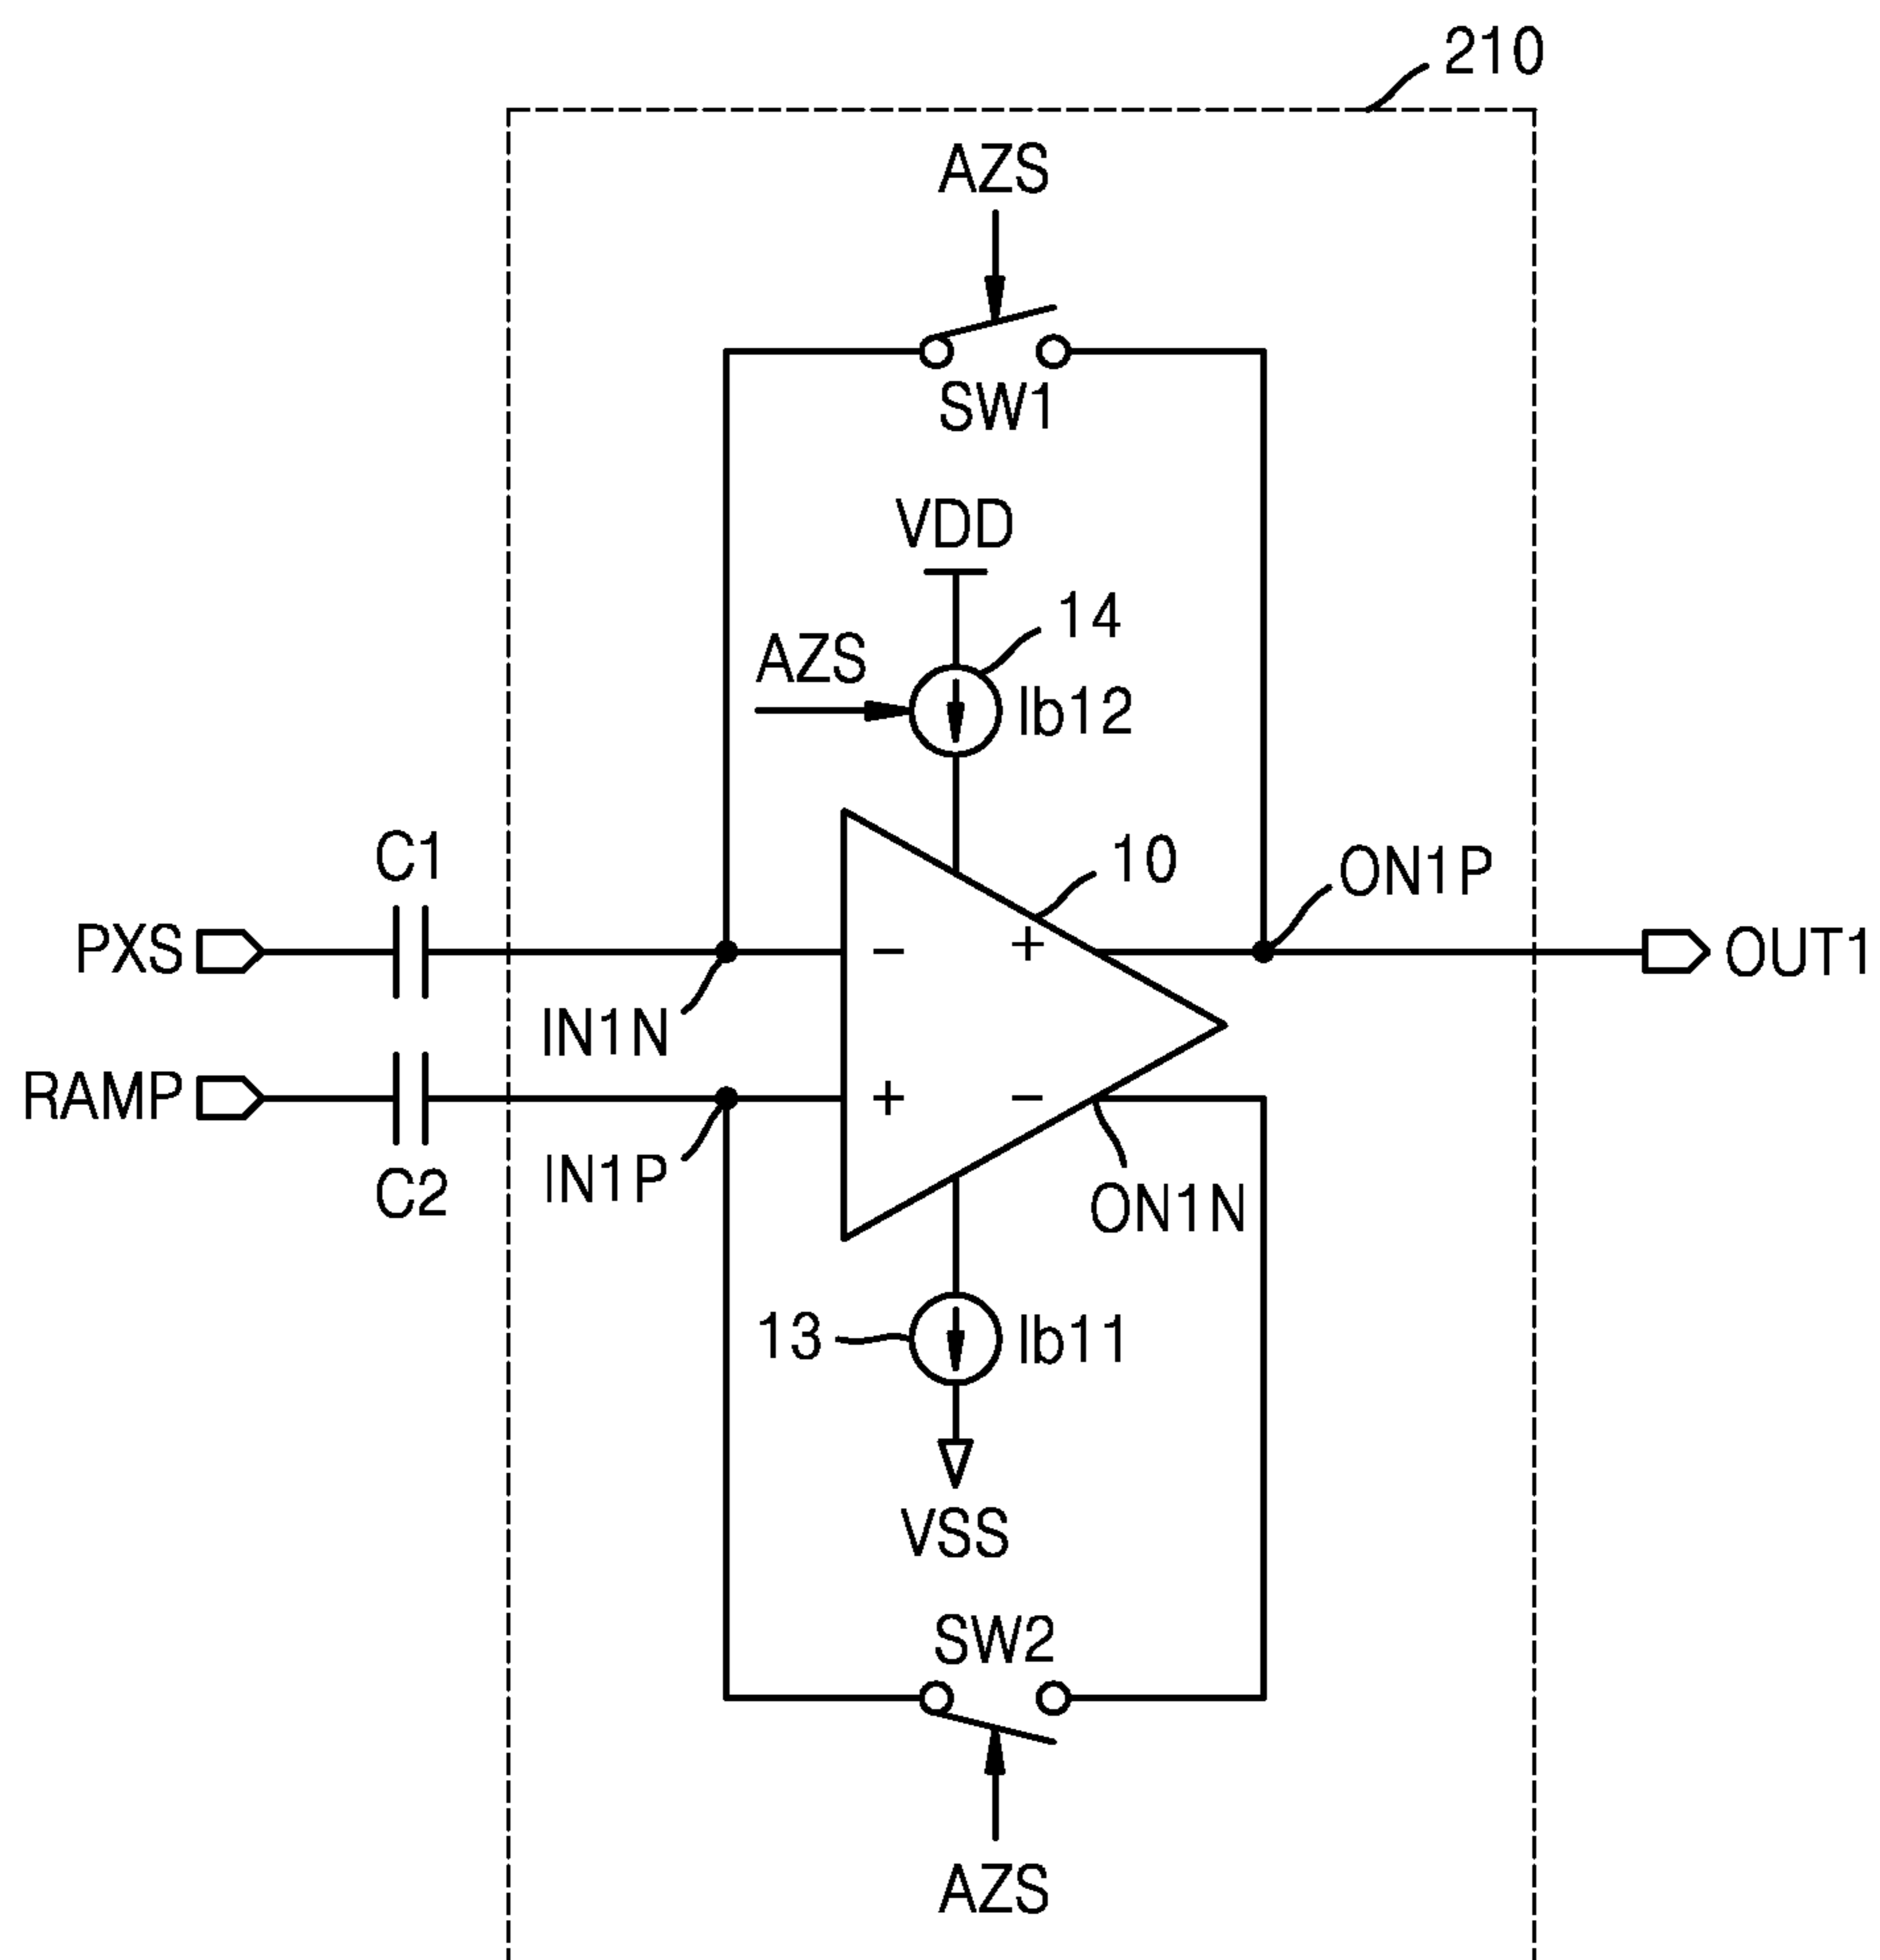 210
AZS
SW1
VDD
14
AZS
Ib12
C1
10
ON1P
PXS
- +
OUT1
IN1N
RAMP
+ -
C2
IN1P
ON1N
13
Ib11
VSS
SW2
AZS